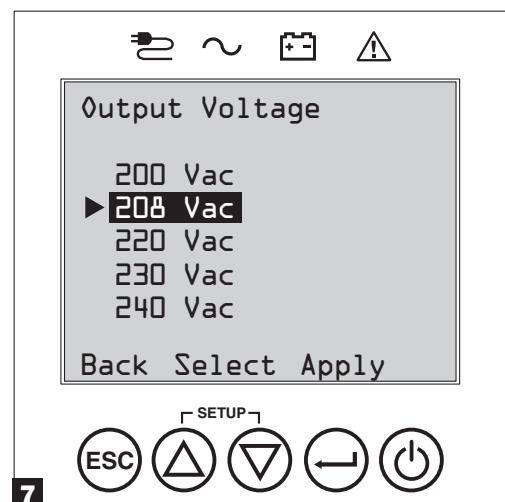 Output Voltage
200 Vac
208 Vac
220 Vac
230 Vac
240 Vac
Back Select Apply
SETUP
ESC
7